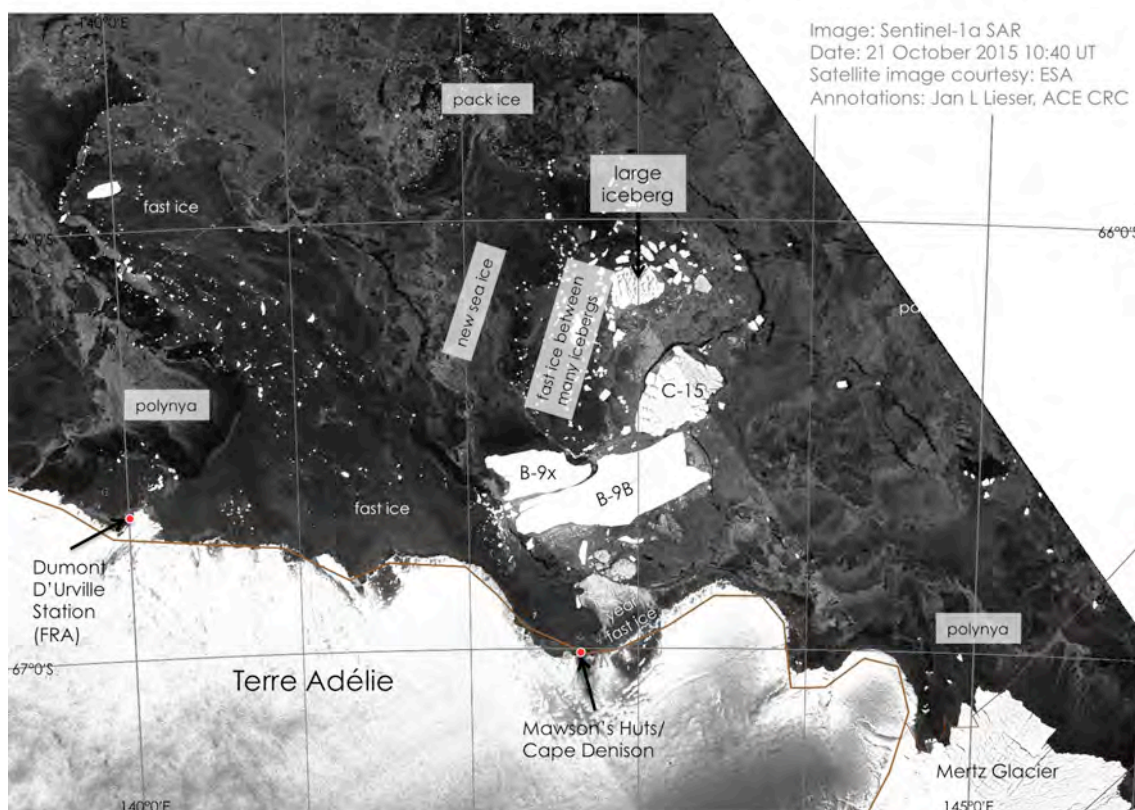 140°0'E
Image: Sentinel-1a SAR
Date: 21 October 2015 10:40 UT
Satellite image courtesy: ESA
Annotations: Jan L Lieser, ACE CRC
pack ice
large
iceberg
fast ice
66°0'S
66°0'S
new sea ice
fast ice between
many icebergs
C-15
polynya
B-9x
B-9B
fast ice
Dumont
D'Urville
Station
(FRA)
year
fast ice
polynya
67°0'S
Terre Adélie
Mawson's Huts/
Cape Denison
Mertz Glacier
140°0'E
145°0'E